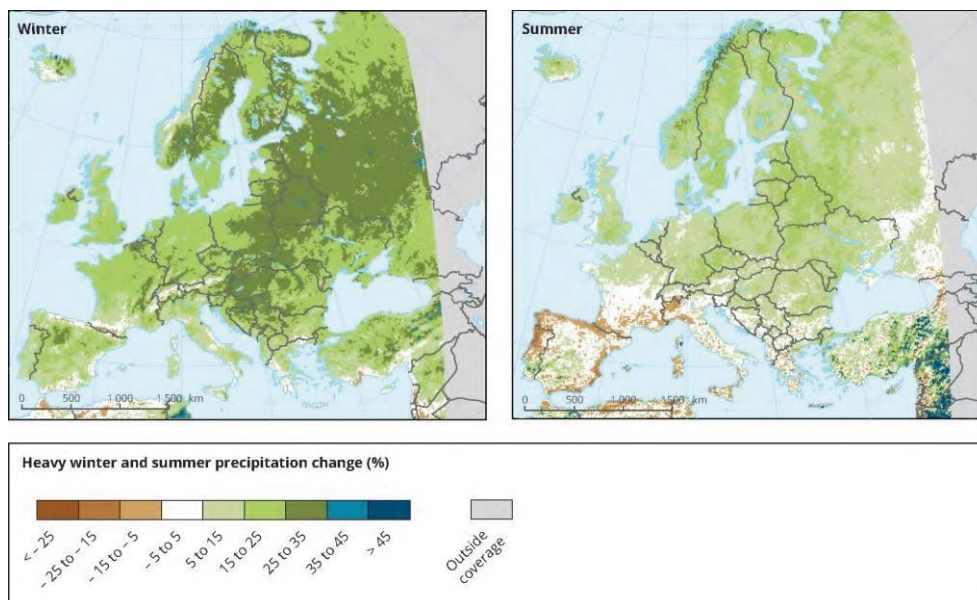 Winter
Summer
0 500 1 000 1 500 km
0 500 1 000 1 500 km
Heavy winter and summer precipitation change (%)
< – 25
– 25 to – 15
– 15 to – 5
– 5 to 5
5 to 15
15 to 25
25 to 35
35 to 45
> 45
Outside
coverage